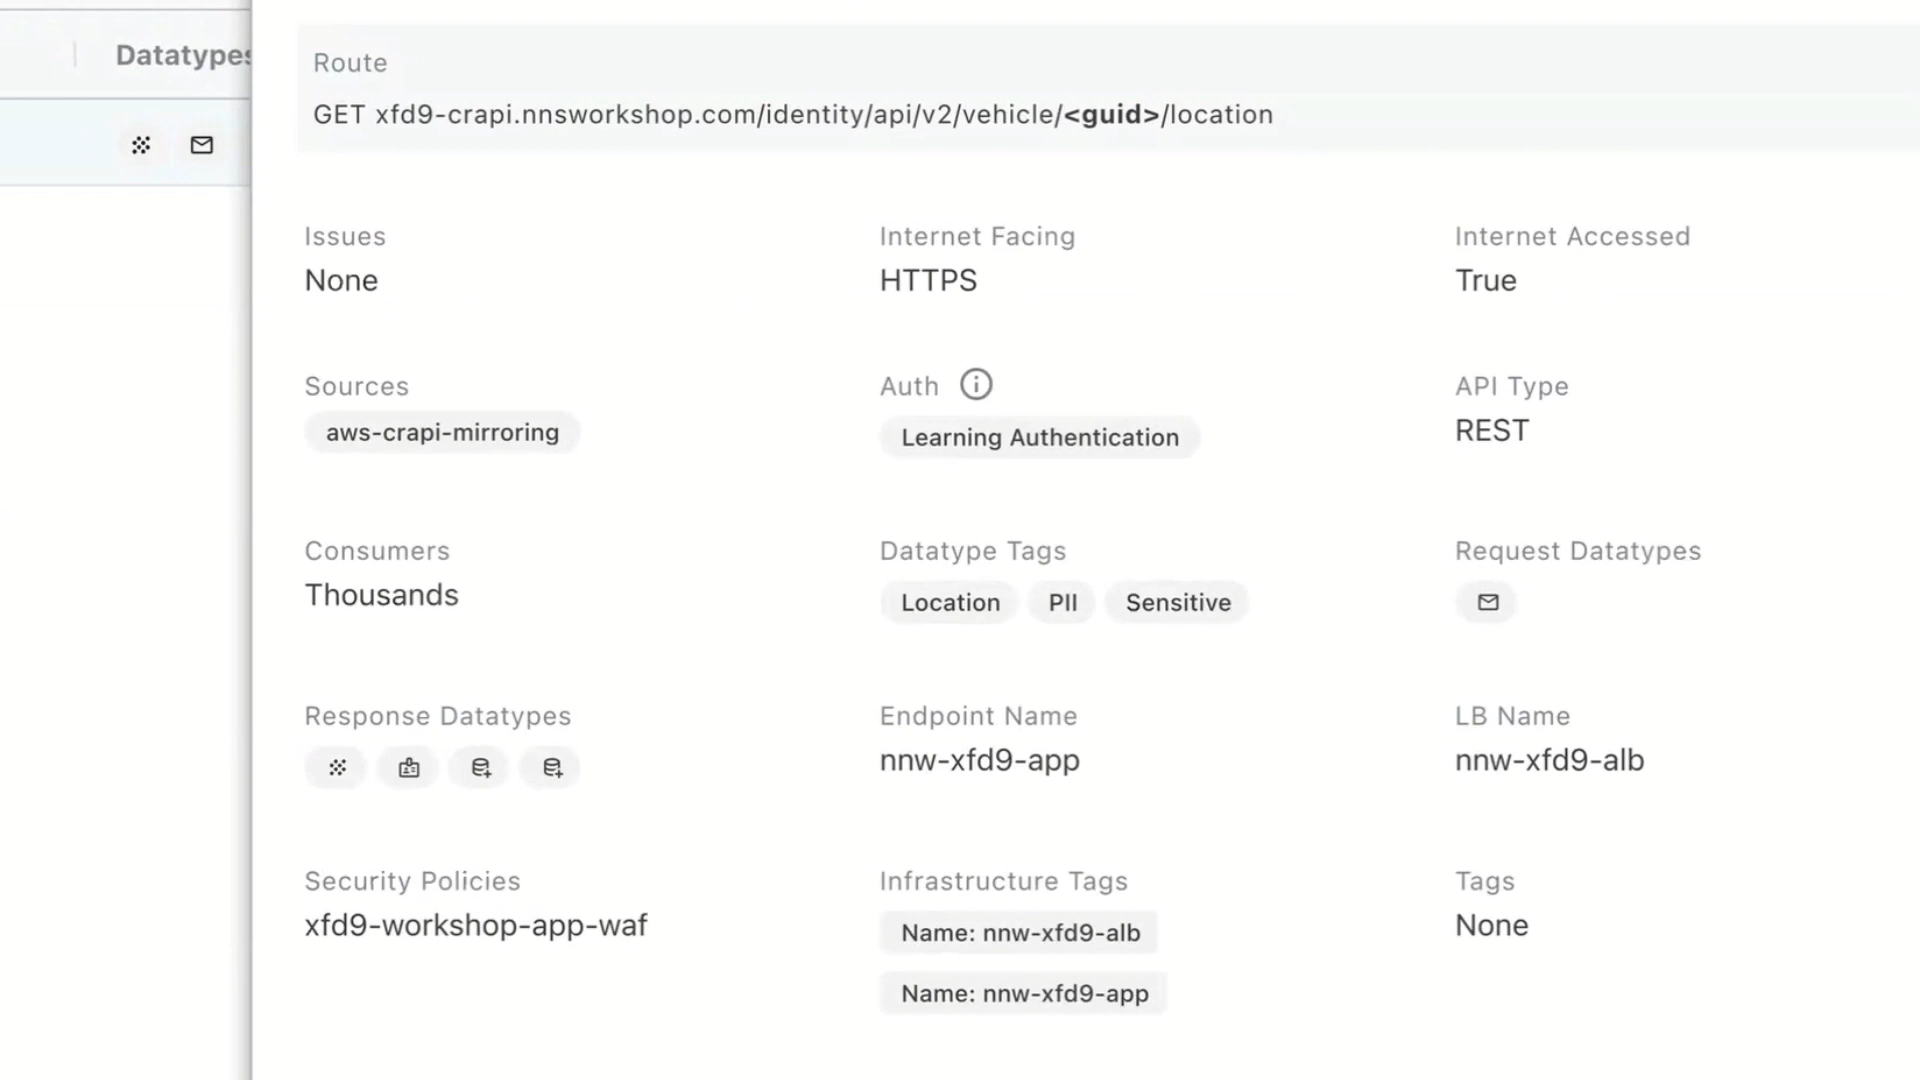 Datatypes
Route
GET xfd9-crapi.nnsworkshop.com/identity/api/v2/vehicle/<guid>/location
Issues
None
Internet Facing
HTTPS
Internet Accessed
True
Sources
aws-crapi-mirroring
Auth
Learning Authentication
API Type
REST
Consumers
Thousands
Datatype Tags
Location PII Sensitive
Request Datatypes
Response Datatypes
Endpoint Name
nnw-xfd9-app
LB Name
nnw-xfd9-alb
Security Policies
xfd9-workshop-app-waf
Infrastructure Tags
Name: nnw-xfd9-alb
Name: nnw-xfd9-app
Tags
None